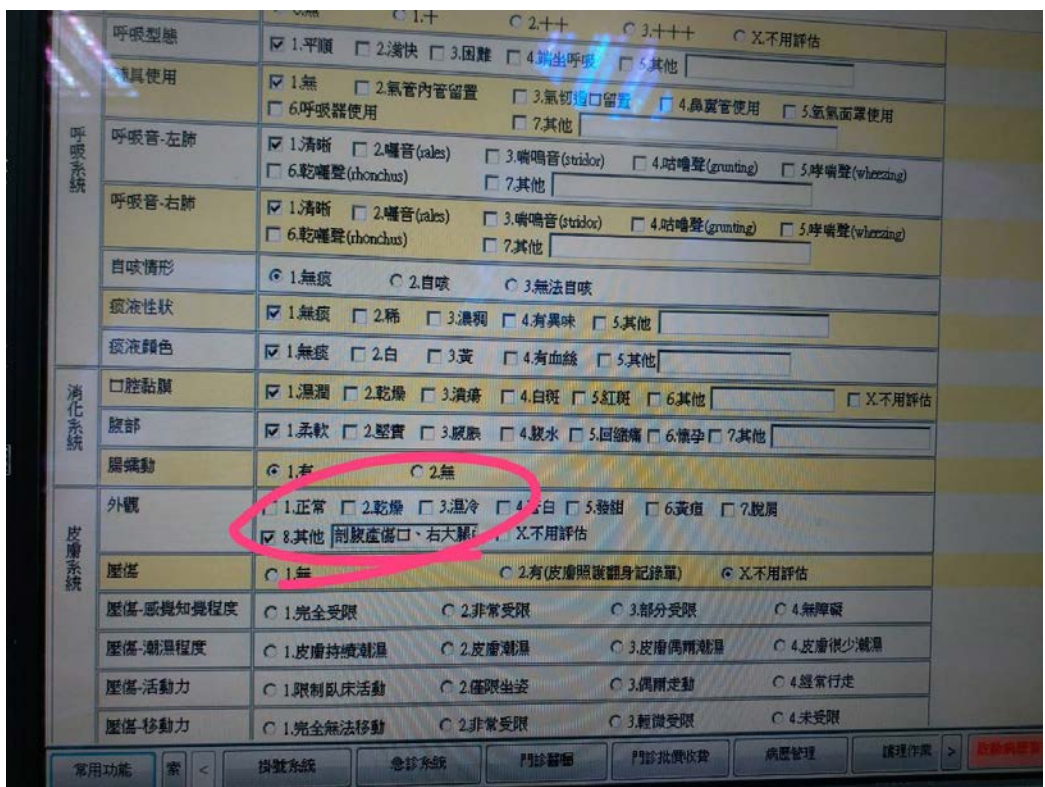 1.+ 2.++ 3.+++ X.不用評估
呼吸型態 1.平順 2.淺快 3.困難 4.端坐呼吸 5.其他
輔具使用 1.無 2.氣管內管留置 3.氣切造口留置 4.鼻翼管使用 5.氧氣面罩使用
6.呼吸器使用 7.其他
呼吸系統
呼吸音-左肺 1.清晰 2.囉音(rales) 3.喘鳴音(stridor) 4.咕嚕聲(grunting) 5.哮喘聲(wheezing)
6.乾囉聲(rhonchus) 7.其他
呼吸音-右肺 1.清晰 2.囉音(rales) 3.喘鳴音(stridor) 4.咕嚕聲(grunting) 5.哮喘聲(wheezing)
6.乾囉聲(rhonchus) 7.其他
自咳情形 1.無痰 2.自咳 3.無法自咳
痰液性狀 1.無痰 2.稀 3.濃稠 4.有異味 5.其他
痰液顏色 1.無痰 2.白 3.黃 4.有血絲 5.其他
消化系統
口腔黏膜 1.濕潤 2.乾燥 3.潰瘍 4.白斑 5.紅斑 6.其他 X.不用評估
腹部 1.柔軟 2.堅實 3.腹脹 4.腹水 5.回縮痛 6.懷孕 7.其他
腸蠕動 1.有 2.無
皮膚系統
外觀 1.正常 2.乾燥 3.濕冷 4.蒼白 5.發紺 6.黃疸 7.脫屑
8.其他 剖腹產傷口、右大腿 X.不用評估
壓傷 1.無 2.有(皮膚照護翻身記錄單) X.不用評估
壓傷-感覺知覺程度 1.完全受限 2.非常受限 3.部分受限 4.無障礙
壓傷-潮濕程度 1.皮膚持續潮濕 2.皮膚潮濕 3.皮膚偶爾潮濕 4.皮膚很少潮濕
壓傷-活動力 1.限制臥床活動 2.僅限坐姿 3.偶爾走動 4.經常行走
壓傷-移動力 1.完全無法移動 2.非常受限 3.輕微受限 4.未受限
常用功能 索 < 掛號系統 急診系統 門診醫囑 門診批價收費 病歷管理 護理作業 >